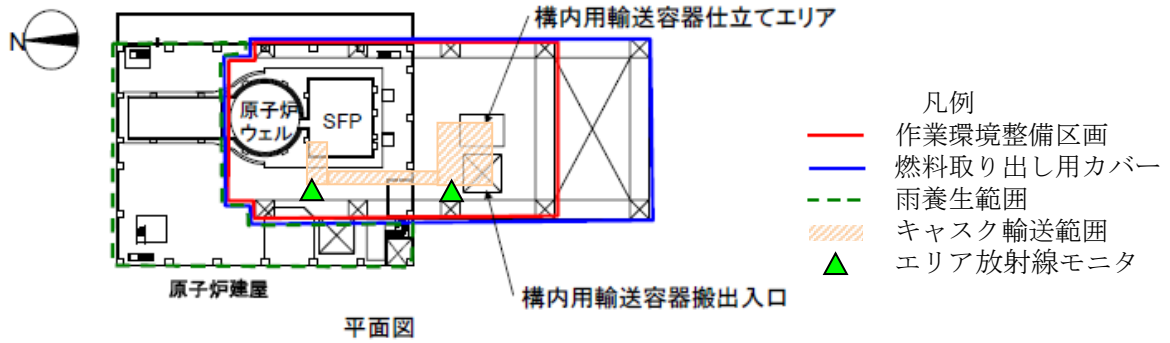 構内用輸送容器仕立てエリア
N
原子炉
ウェル
SFP
原子炉建屋
構内用輸送容器搬出入口
平面図
凡例
作業環境整備区画
燃料取り出し用カバー
雨養生範囲
キャスク輸送範囲
エリア放射線モニタ